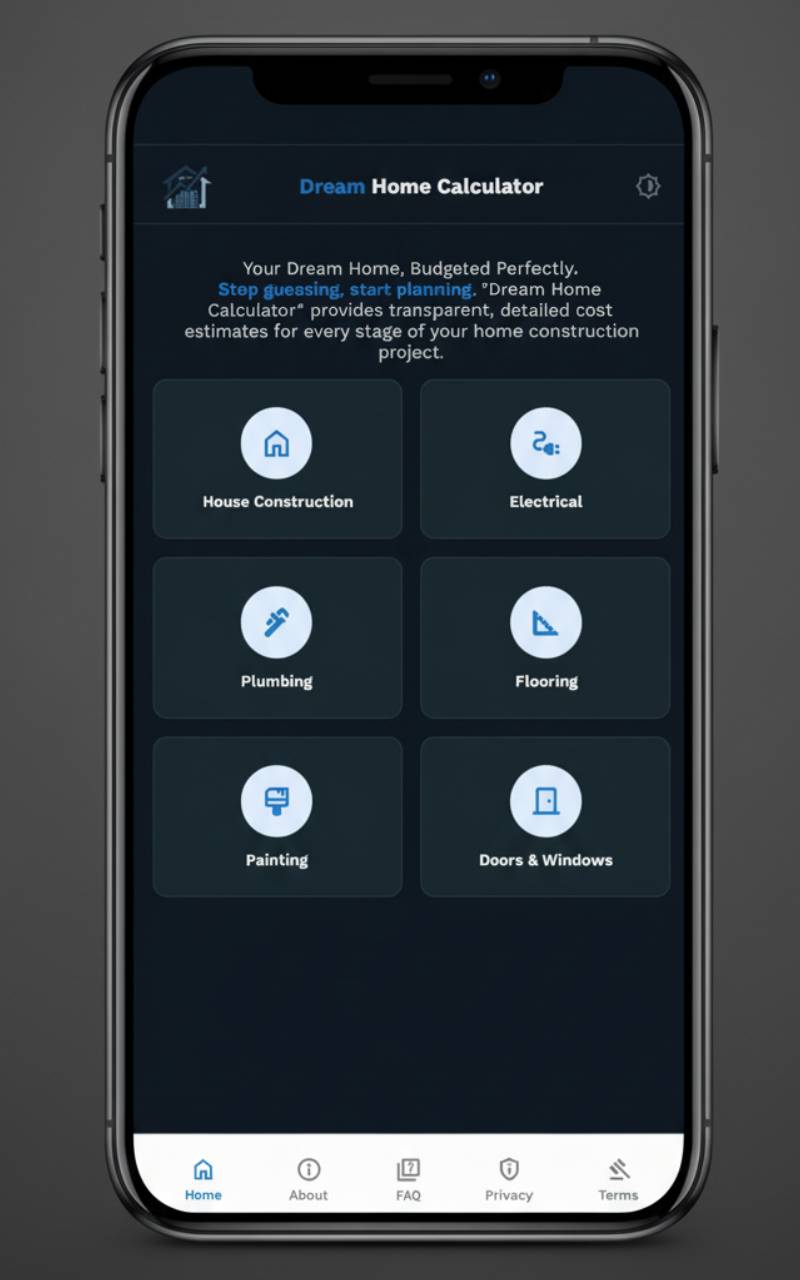 Dream Home Calculator
Your Dream Home, Budgeted Perfectly.
Stop guessing, start planning. "Dream Home
Calculator" provides transparent, detailed cost
estimates for every stage of your home construction
project.
House Construction
Electrical
Plumbing
Flooring
Painting
Doors & Windows
Home
About
FAQ
Privacy
Terms